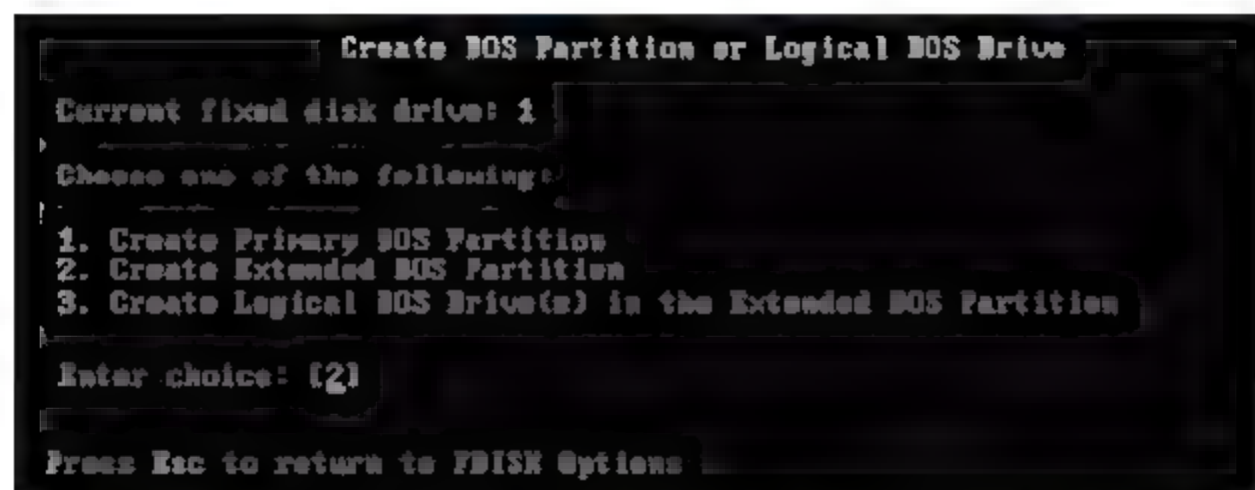 Create DOS Partition or Logical DOS Drive
Current fixed disk drive: 1
Choose one of the following:
1. Create Primary DOS Partition
2. Create Extended DOS Partition
3. Create Logical DOS Drive(s) in the Extended DOS Partition
Enter choice: [2]
Press Esc to return to FDISK Options